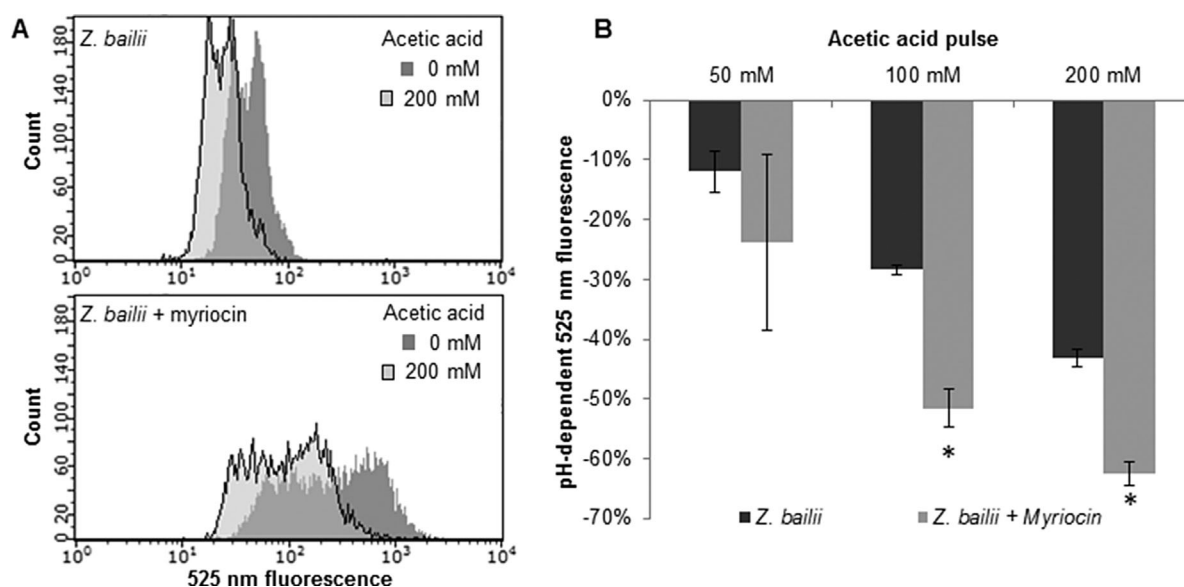 A
Z. bailii
Acetic acid
0 mM
200 mM
Count
180
140
100
60
20
0
10⁰ 10¹ 10² 10³ 10⁴
Z. bailii + myriocin
Acetic acid
0 mM
200 mM
Count
180
140
100
60
20
0
10⁰ 10¹ 10² 10³ 10⁴
525 nm fluorescence
B
Acetic acid pulse
50 mM 100 mM 200 mM
pH-dependent 525 nm fluorescence
0%
-10%
-20%
-30%
-40%
-50%
-60%
-70%
*
*
Z. bailii Z. bailii + Myriocin